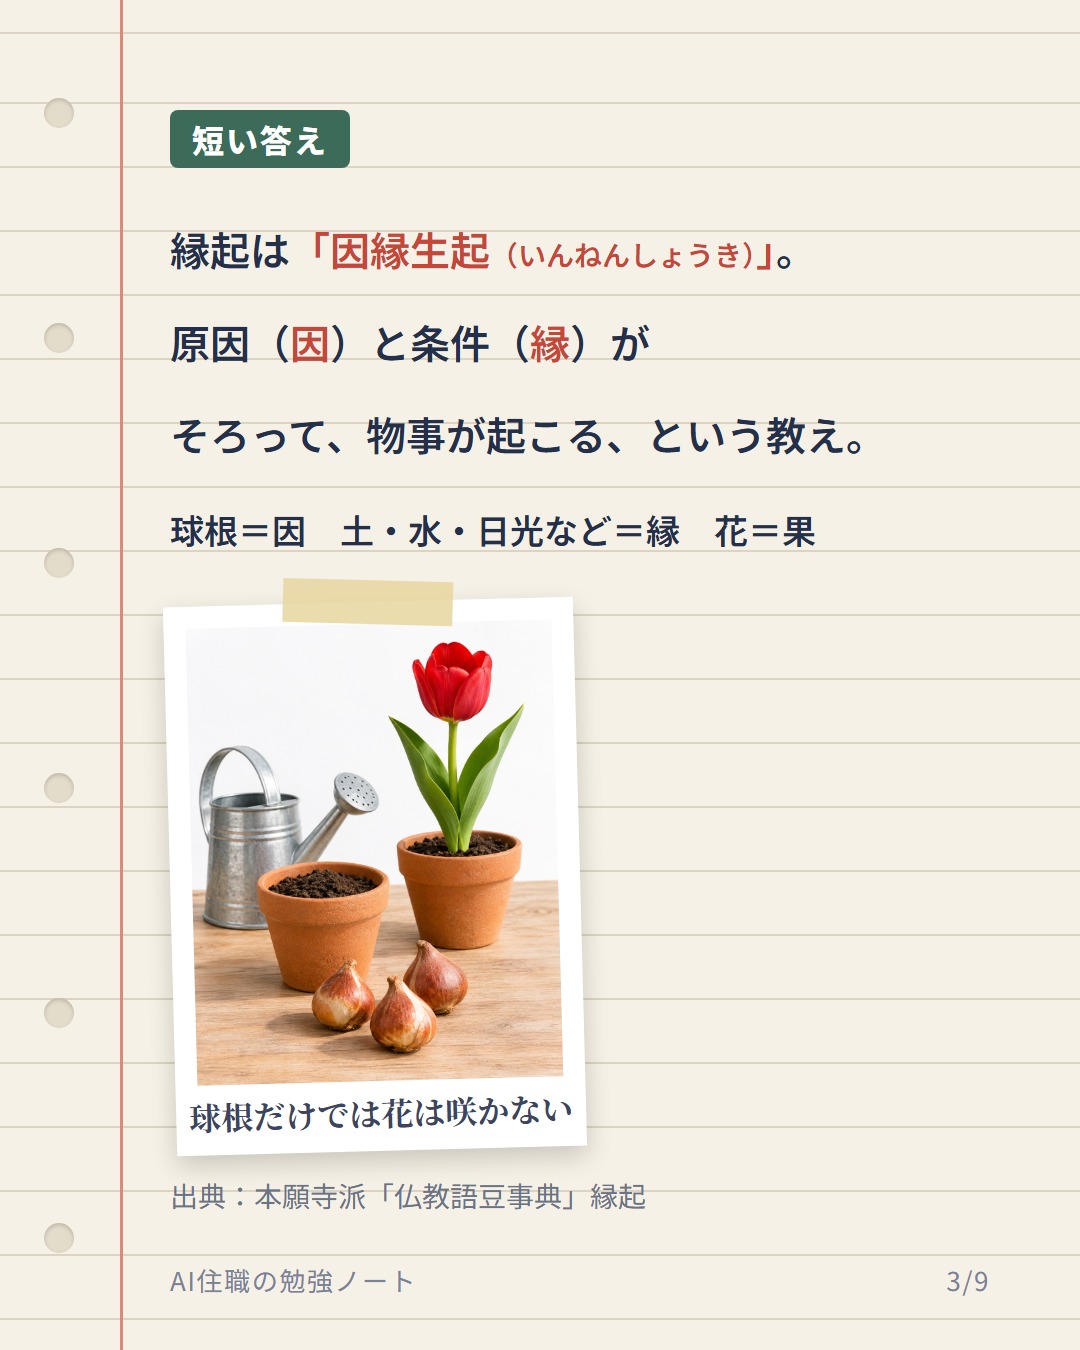 短い答え
縁起は「因縁生起（いんねんしょうき）」。
原因（因）と条件（縁）が
そろって、物事が起こる、という教え。
球根＝因　土・水・日光など＝縁　花＝果
球根だけでは花は咲かない
出典：本願寺派「仏教語豆事典」縁起
AI住職の勉強ノート
3/9